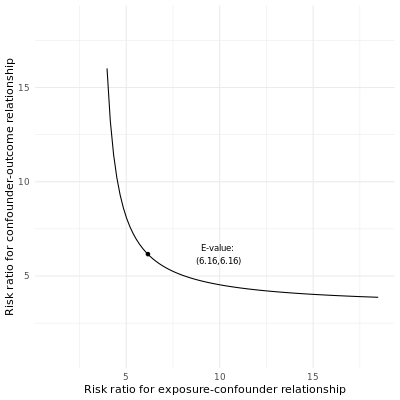 Risk ratio for confounder-outcome relationship
15
10
5
E-value:
(6.16,6.16)
5
10
15
Risk ratio for exposure-confounder relationship